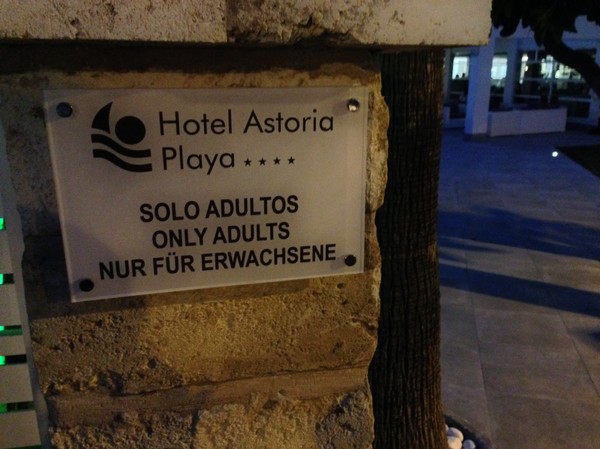 Hotel Astoria
Playa ★★★★
SOLO ADULTOS
ONLY ADULTS
NUR FÜR ERWACHSENE